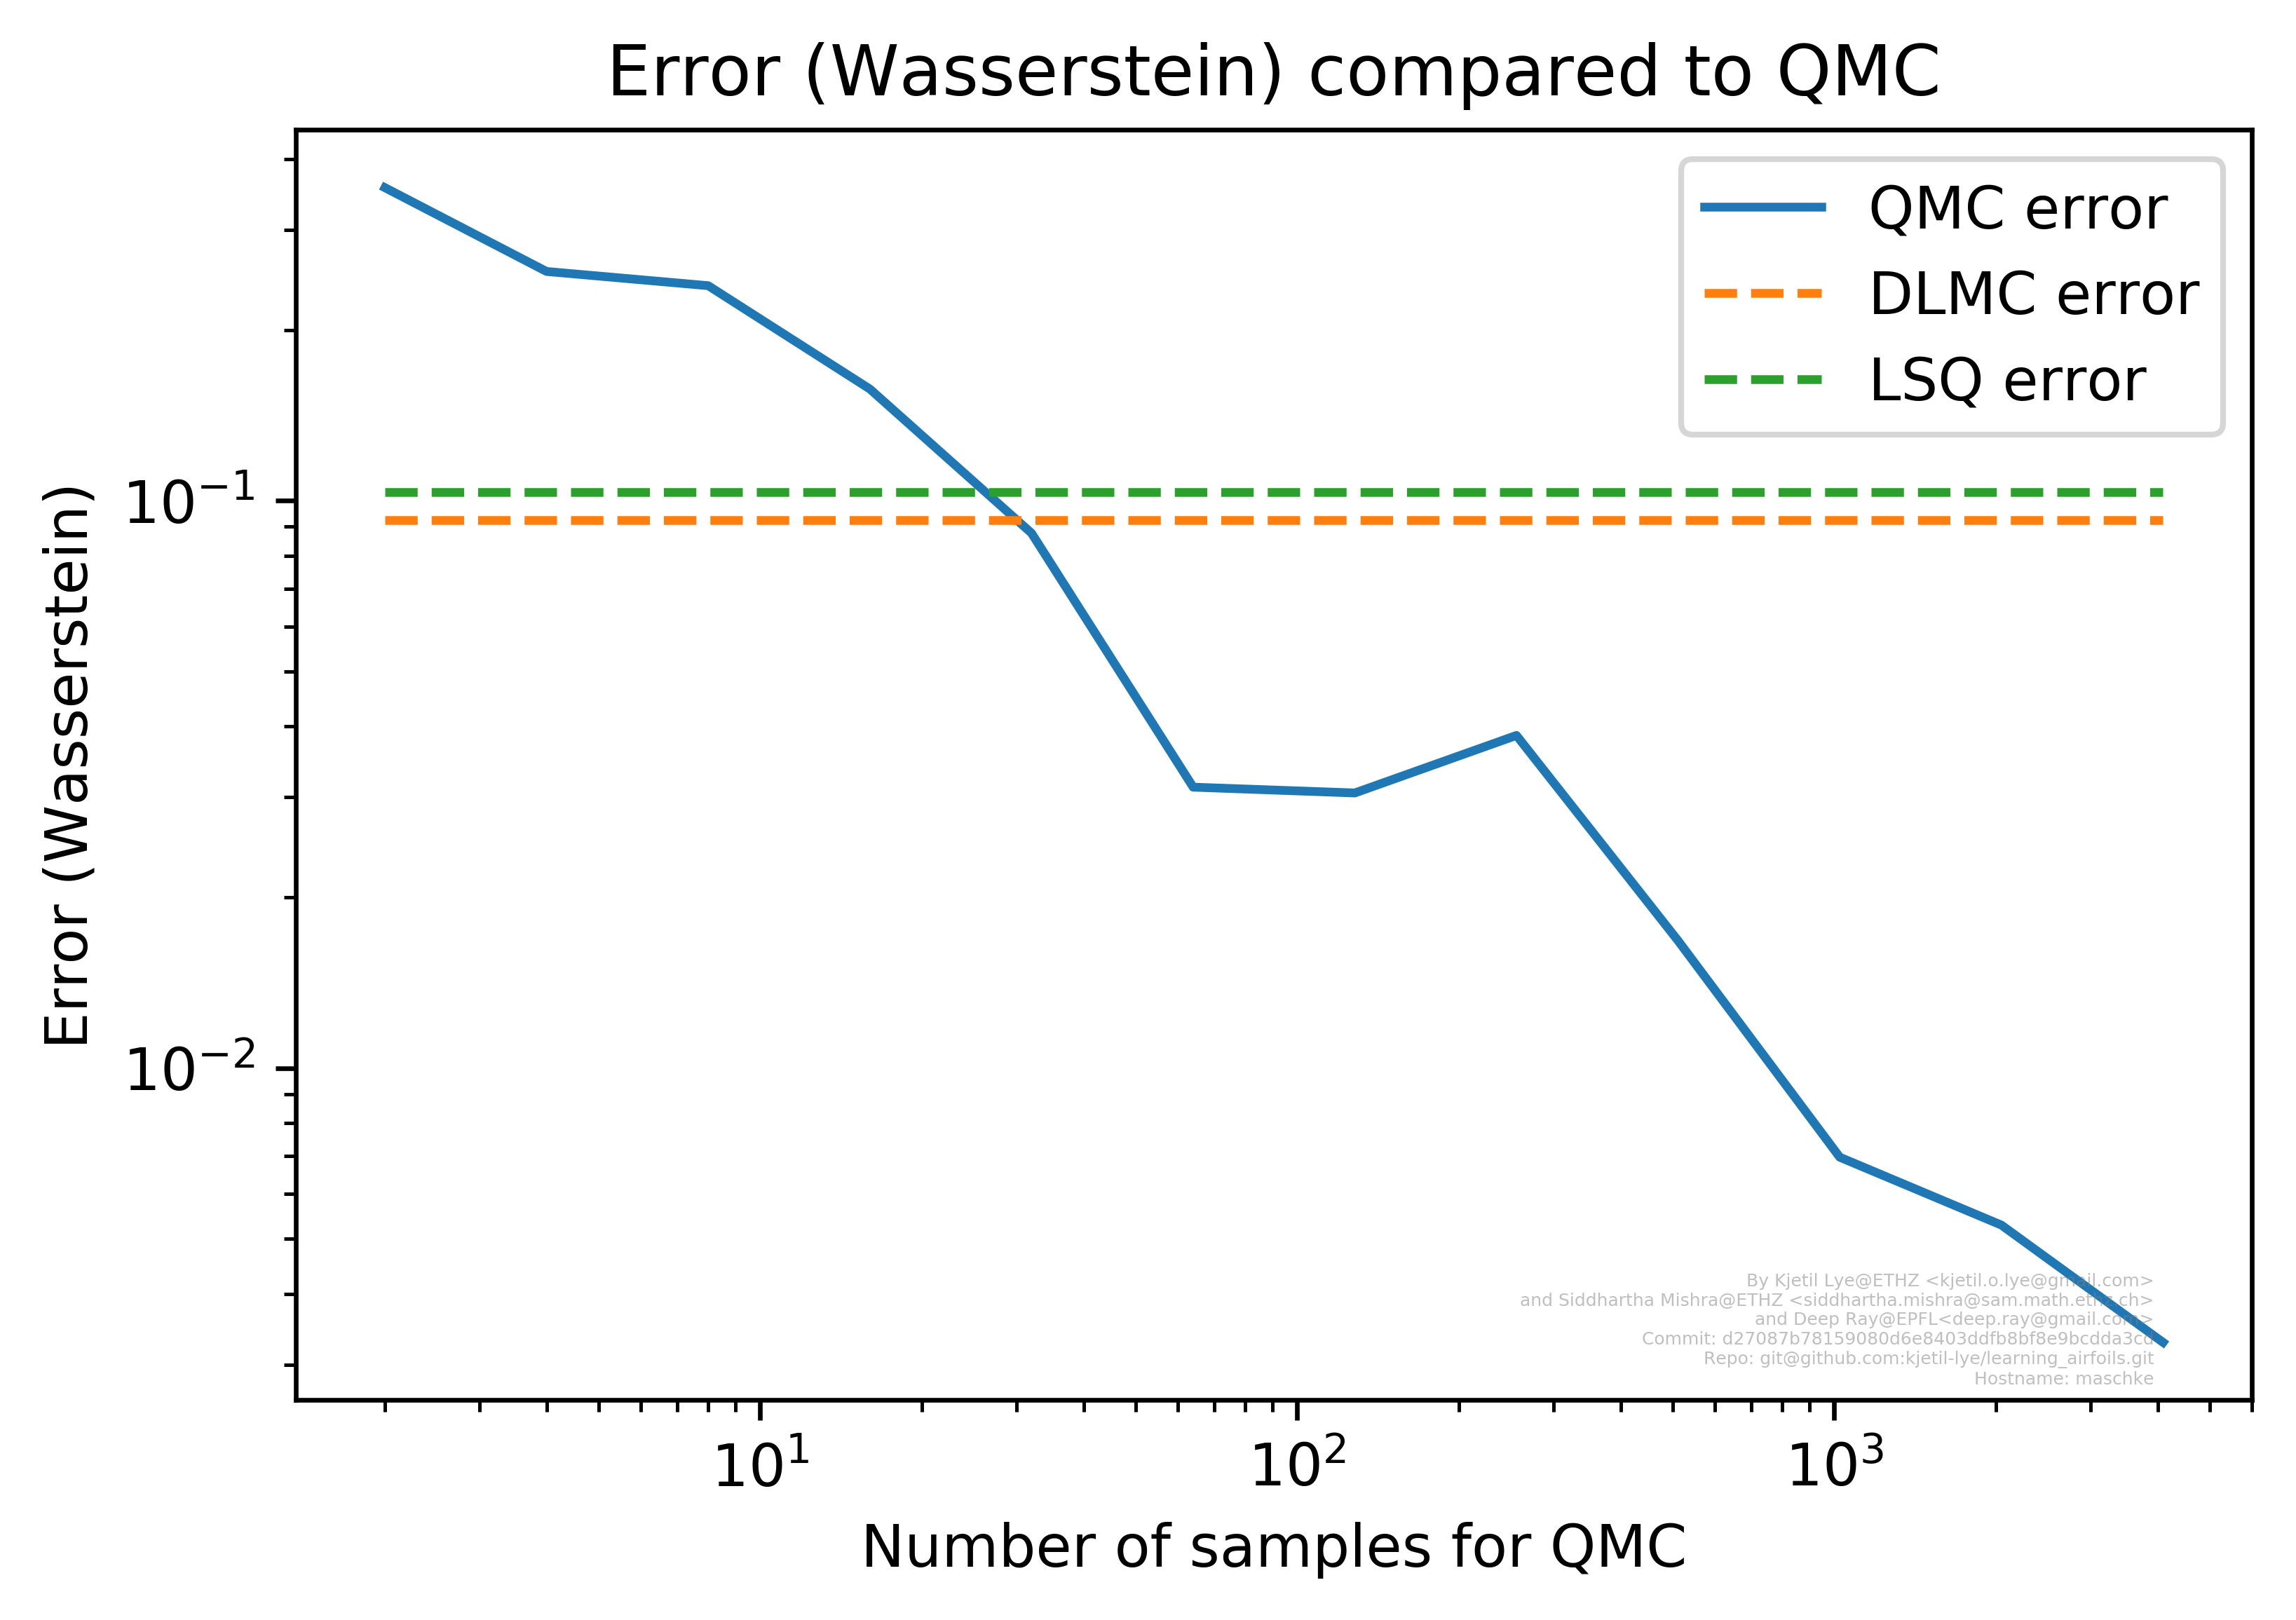 Error (Wasserstein) compared to QMC
QMC error
DLMC error
LSQ error
Error (Wasserstein)
10⁻¹
10⁻²
By Kjetil Lye@ETHZ <kjetil.o.lye@gmail.com>
and Siddhartha Mishra@ETHZ <siddhartha.mishra@sam.math.ethz.ch>
and Deep Ray@EPFL<deep.ray@gmail.com>
Commit: d27087b78159080d6e8403ddfb8bf8e9bcdda3cd
Repo: git@github.com:kjetil-lye/learning_airfoils.git
Hostname: maschke
10¹ 10² 10³
Number of samples for QMC